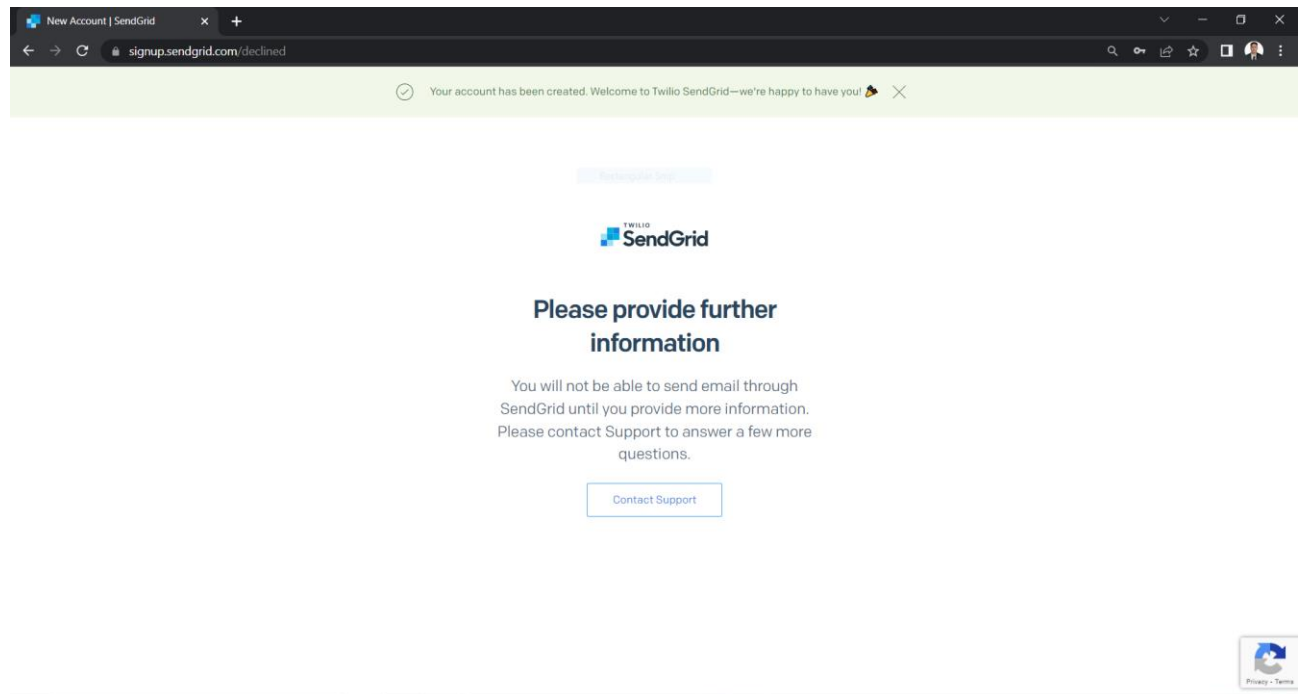 New Account | SendGrid
signup.sendgrid.com/declined
Your account has been created. Welcome to Twilio SendGrid—we're happy to have you! 🎉
Rectangular Snip
TWILIO
SendGrid
Please provide further
information
You will not be able to send email through
SendGrid until you provide more information.
Please contact Support to answer a few more
questions.
Contact Support
Privacy - Terms